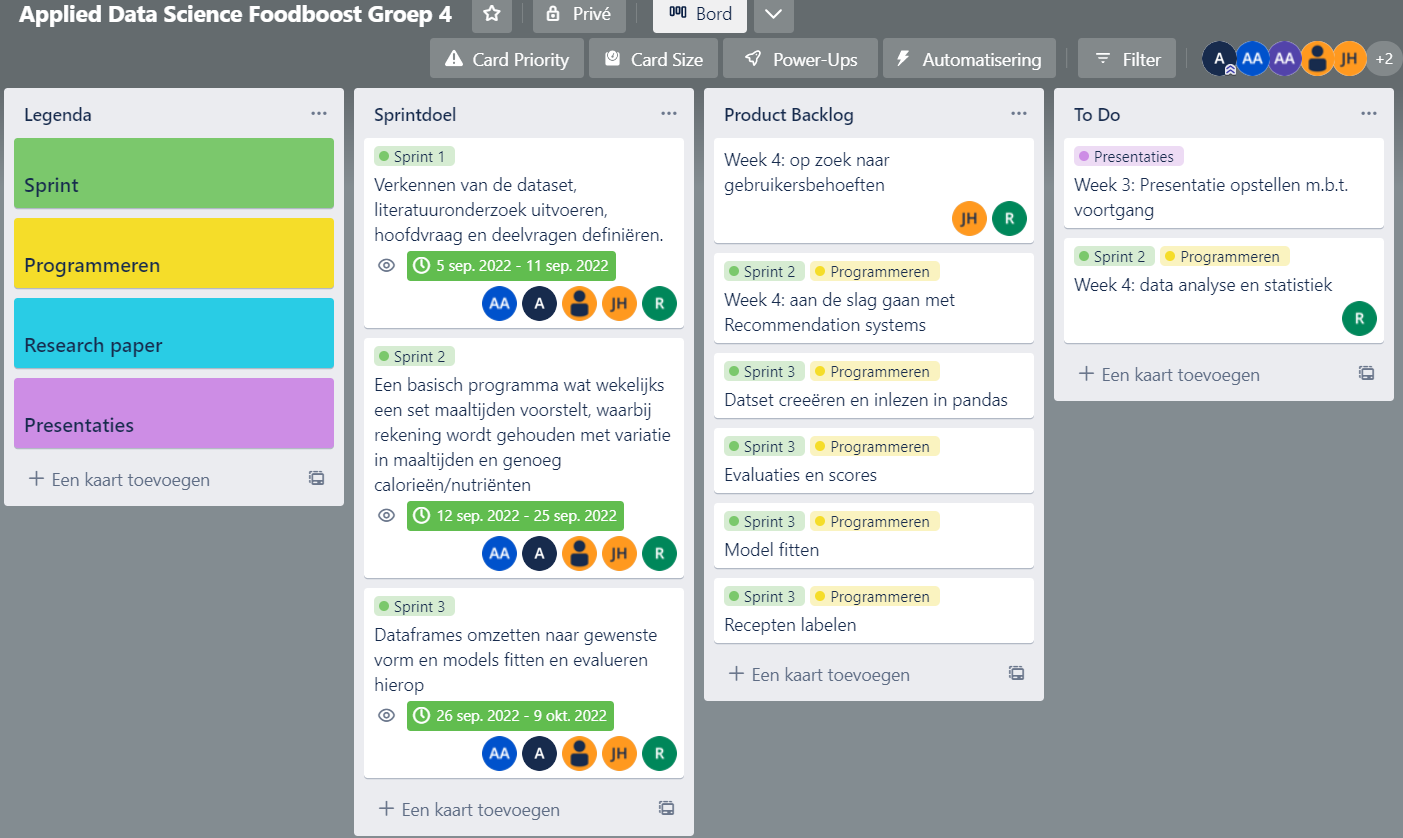 Applied Data Science Foodboost Groep 4
Privé
Bord
Card Priority
Card Size
Power-Ups
Automatisering
Filter
A
AA
AA
JH
+2
Legenda
Sprint
Programmeren
Research paper
Presentaties
+ Een kaart toevoegen
Sprintdoel
Sprint 1
Verkennen van de dataset,
literatuuronderzoek uitvoeren,
hoofdvraag en deelvragen definiëren.
5 sep. 2022 - 11 sep. 2022
AA A JH R
Sprint 2
Een basisch programma wat wekelijks
een set maaltijden voorstelt, waarbij
rekening wordt gehouden met variatie
in maaltijden en genoeg
calorieën/nutriënten
12 sep. 2022 - 25 sep. 2022
AA A JH R
Sprint 3
Dataframes omzetten naar gewenste
vorm en models fitten en evalueren
hierop
26 sep. 2022 - 9 okt. 2022
AA A JH R
+ Een kaart toevoegen
Product Backlog
Week 4: op zoek naar
gebruikersbehoeften
JH R
Sprint 2 Programmeren
Week 4: aan de slag gaan met
Recommendation systems
Sprint 3 Programmeren
Datset creeëren en inlezen in pandas
Sprint 3 Programmeren
Evaluaties en scores
Sprint 3 Programmeren
Model fitten
Sprint 3 Programmeren
Recepten labelen
+ Een kaart toevoegen
To Do
Presentaties
Week 3: Presentatie opstellen m.b.t.
voortgang
Sprint 2 Programmeren
Week 4: data analyse en statistiek
R
+ Een kaart toevoegen